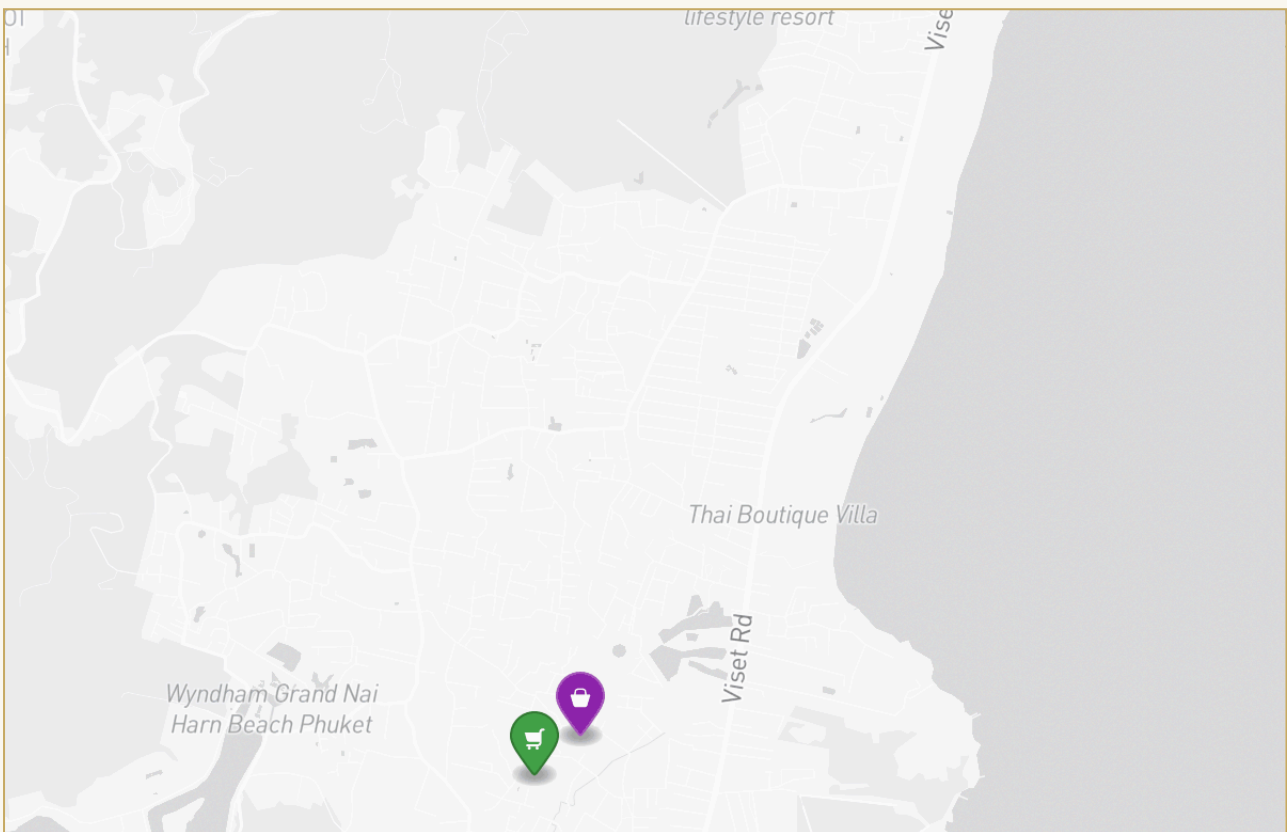 lifestyle resort
Vise
Thai Boutique Villa
Viset Rd
Wyndham Grand Nai
Harn Beach Phuket